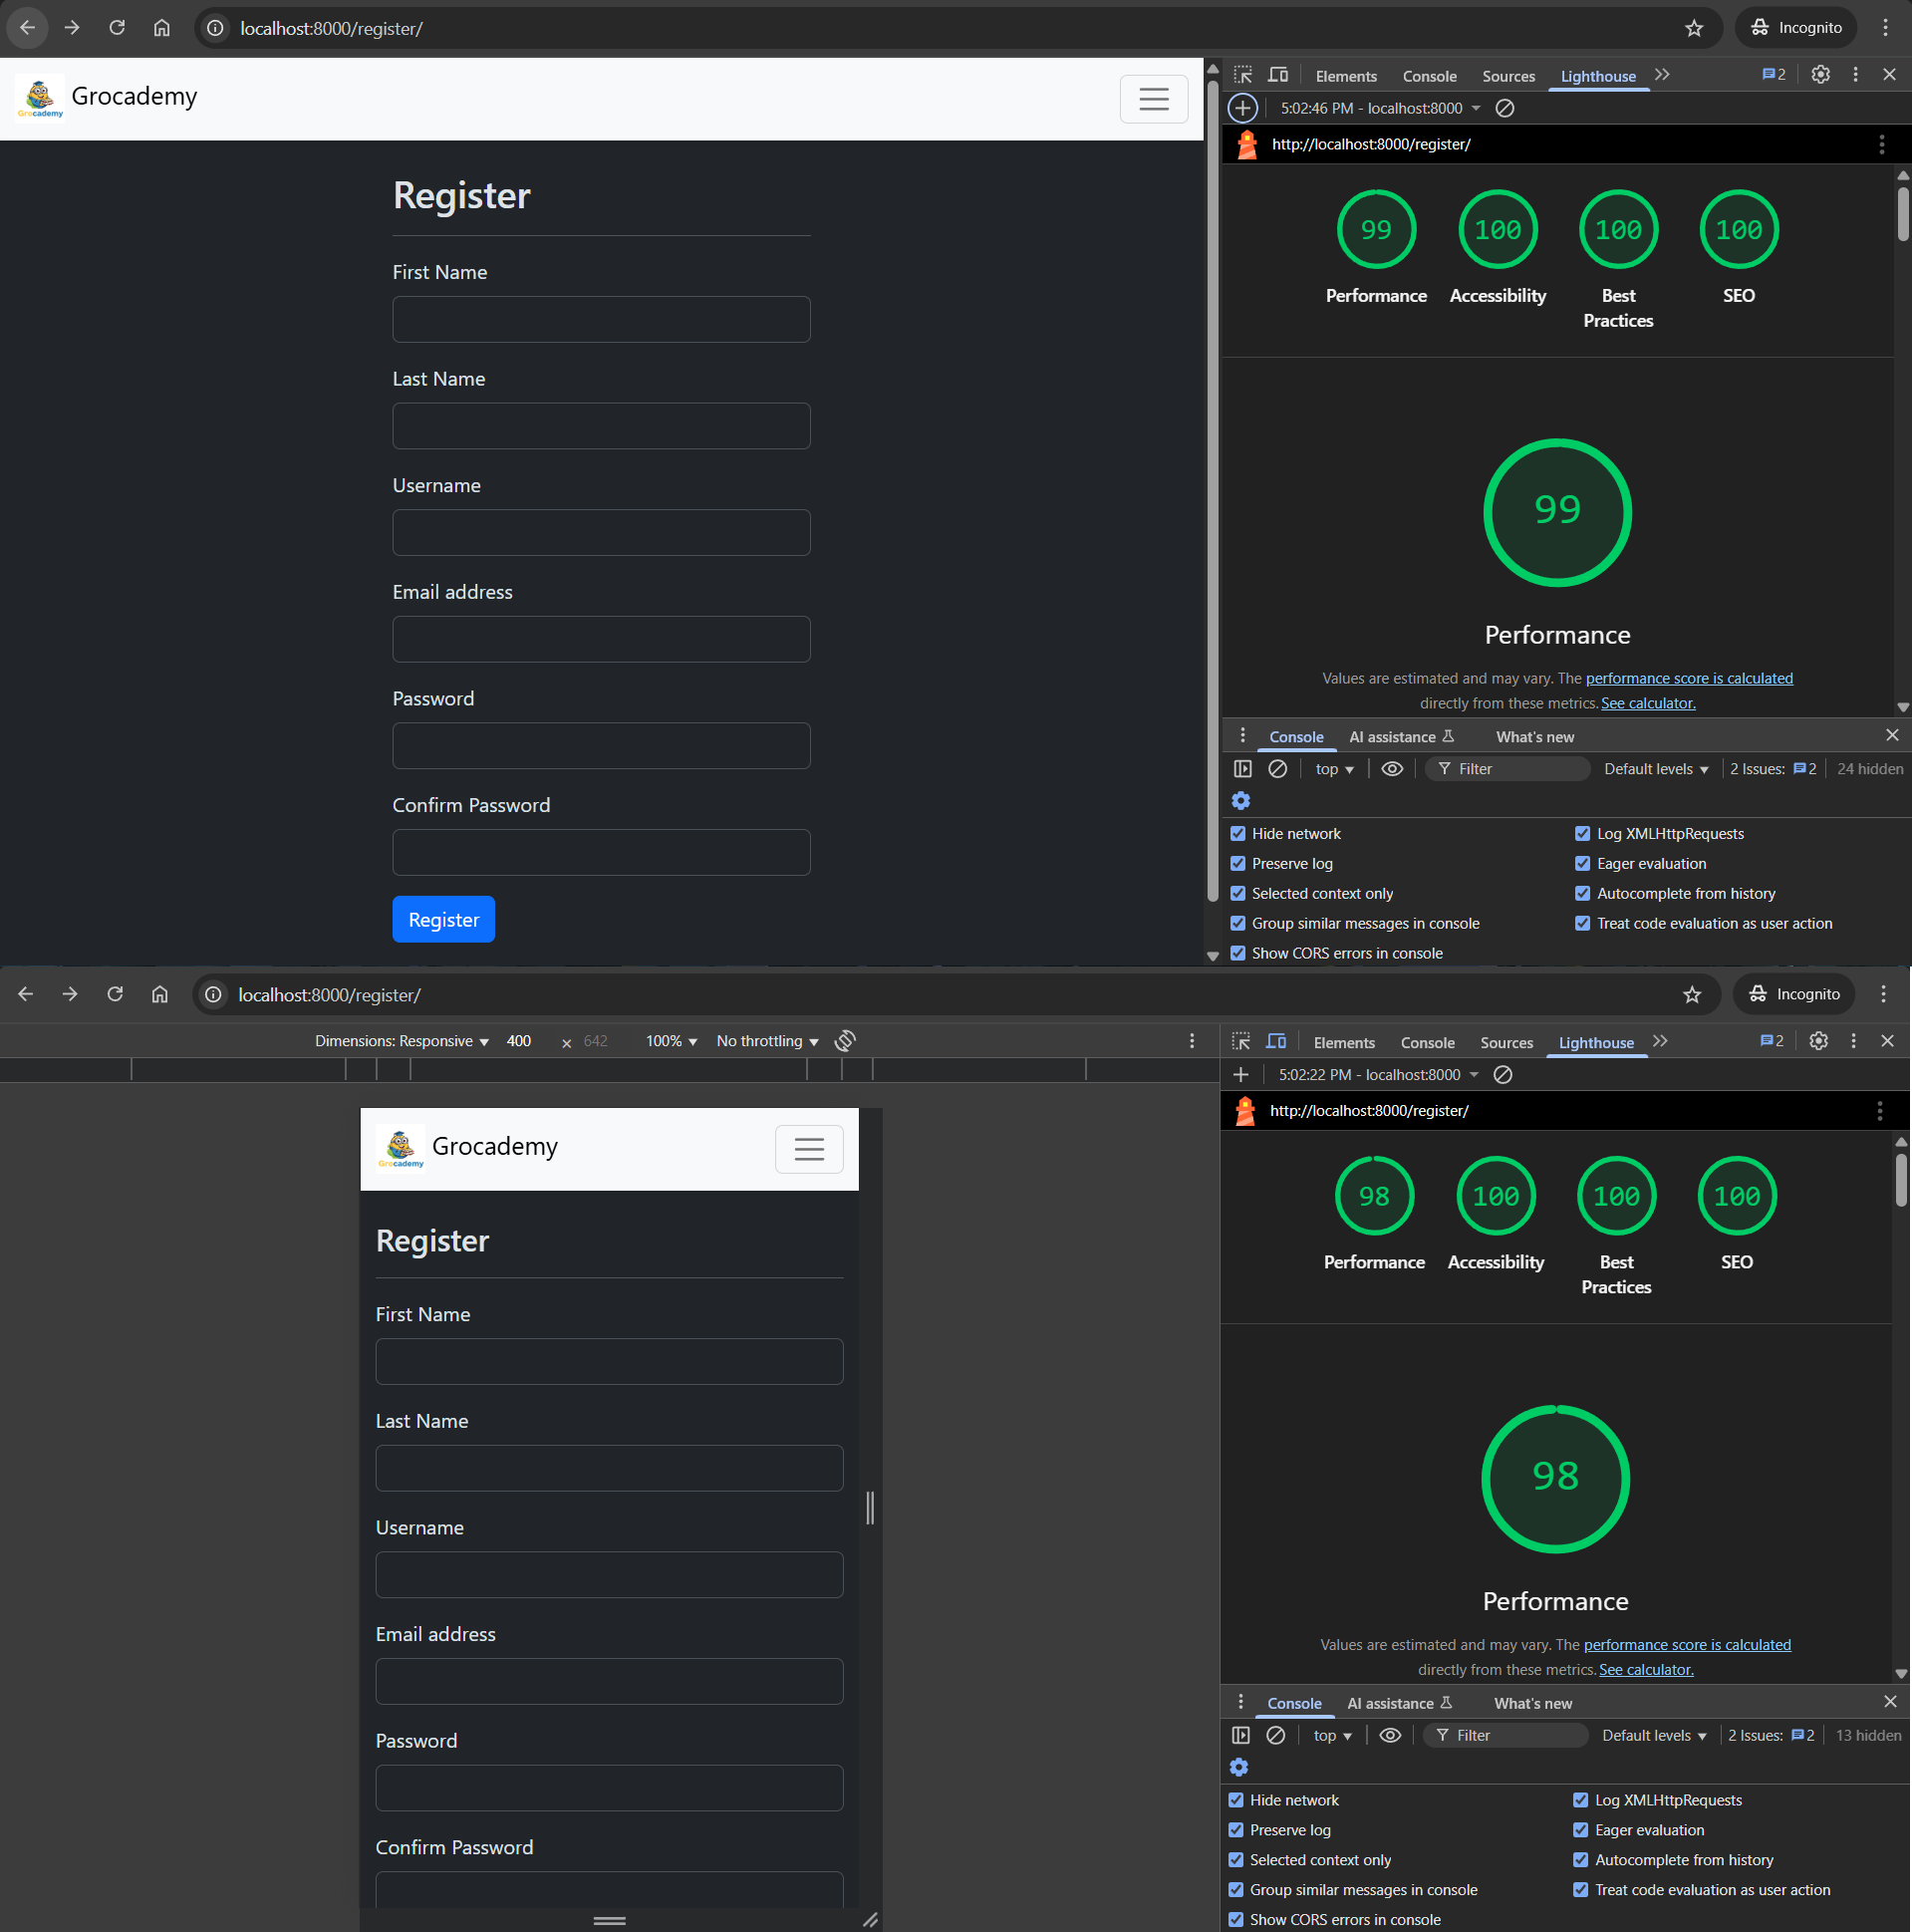 localhost:8000/register/
Incognito
Grocademy
Grocademy
Register
First Name
Last Name
Username
Email address
Password
Confirm Password
Register
Elements Console Sources Lighthouse 2
5:02:46 PM - localhost:8000
http://localhost:8000/register/
99 100 100 100
Performance Accessibility Best Practices SEO
99
Performance
Values are estimated and may vary. The performance score is calculated
directly from these metrics. See calculator.
Console AI assistance What's new
top Filter Default levels 2 Issues: 2 24 hidden
Hide network Log XMLHttpRequests
Preserve log Eager evaluation
Selected context only Autocomplete from history
Group similar messages in console Treat code evaluation as user action
Show CORS errors in console
localhost:8000/register/
Incognito
Dimensions: Responsive 400 × 642 100% No throttling
Grocademy
Grocademy
Register
First Name
Last Name
Username
Email address
Password
Confirm Password
Elements Console Sources Lighthouse 2
5:02:22 PM - localhost:8000
http://localhost:8000/register/
98 100 100 100
Performance Accessibility Best Practices SEO
98
Performance
Values are estimated and may vary. The performance score is calculated
directly from these metrics. See calculator.
Console AI assistance What's new
top Filter Default levels 2 Issues: 2 13 hidden
Hide network Log XMLHttpRequests
Preserve log Eager evaluation
Selected context only Autocomplete from history
Group similar messages in console Treat code evaluation as user action
Show CORS errors in console